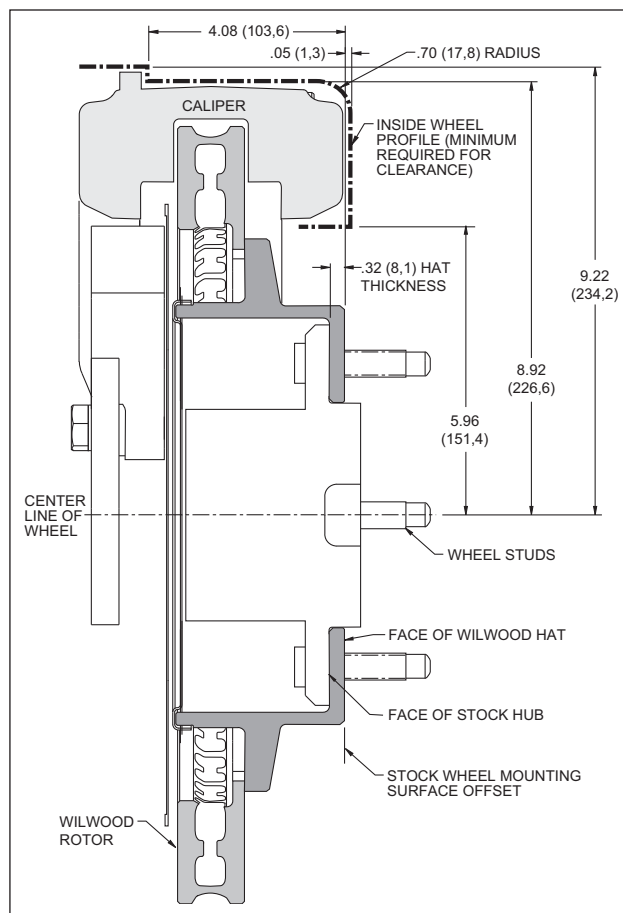 4.08 (103,6)
.05 (1,3)
.70 (17,8) RADIUS
CALIPER
INSIDE WHEEL
PROFILE (MINIMUM
REQUIRED FOR
CLEARANCE)
9.22
(234,2)
.32 (8,1) HAT
THICKNESS
8.92
(226,6)
5.96
(151,4)
CENTER
LINE OF
WHEEL
WHEEL STUDS
FACE OF WILWOOD HAT
FACE OF STOCK HUB
STOCK WHEEL MOUNTING
SURFACE OFFSET
WILWOOD
ROTOR